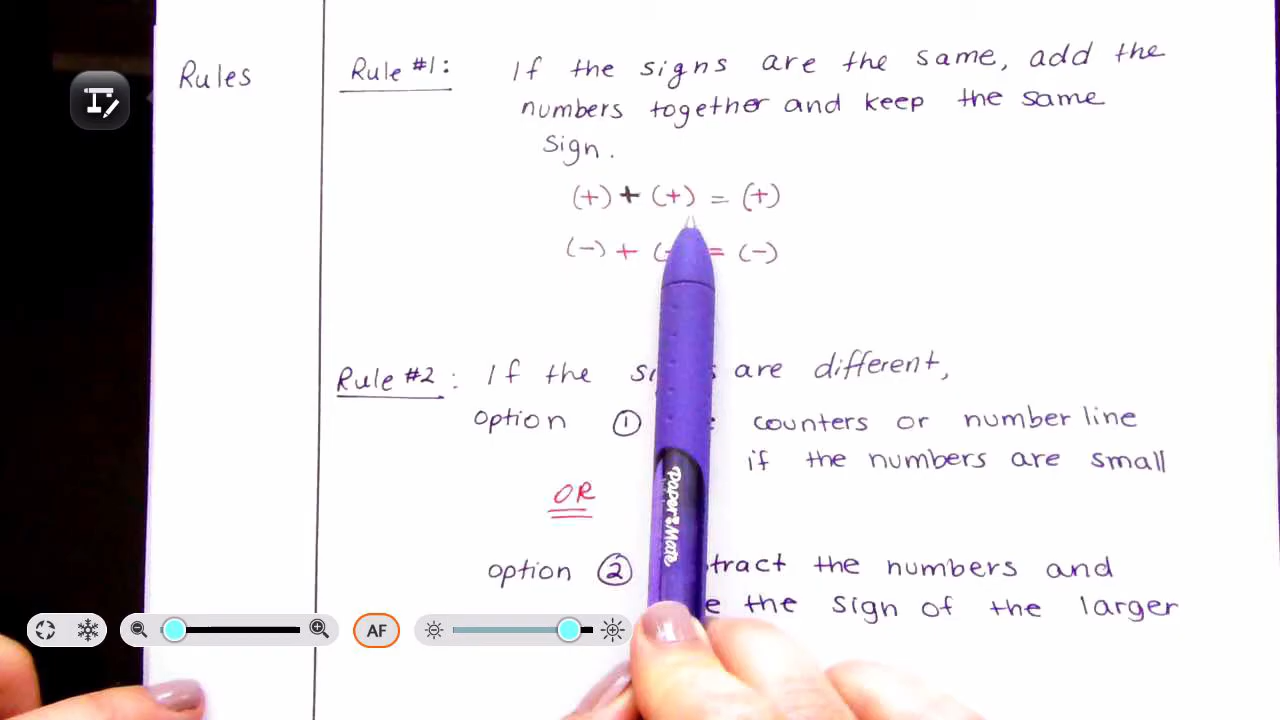 Rules
Rule #1: If the signs are the same, add the
numbers together and keep the same
sign.
(+) + (+) = (+)
(-) + = (-)
Rule #2: If the are different,
option ① counters or number line
if the numbers are small
OR
option ② the numbers and
the sign of the larger
Paper Mate
AF